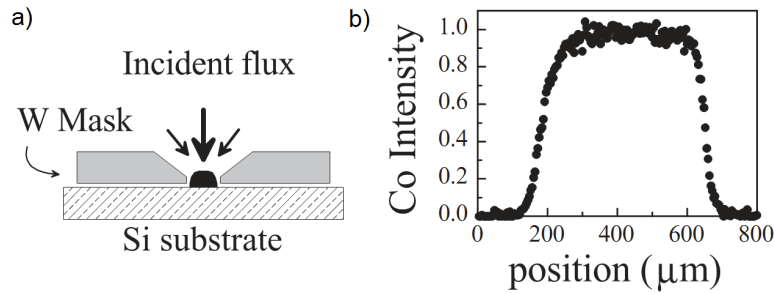 a)
Incident flux
W Mask
Si substrate
b)
Co Intensity
1.0
0.8
0.6
0.4
0.2
0.0
0 200 400 600 800
position (μm)